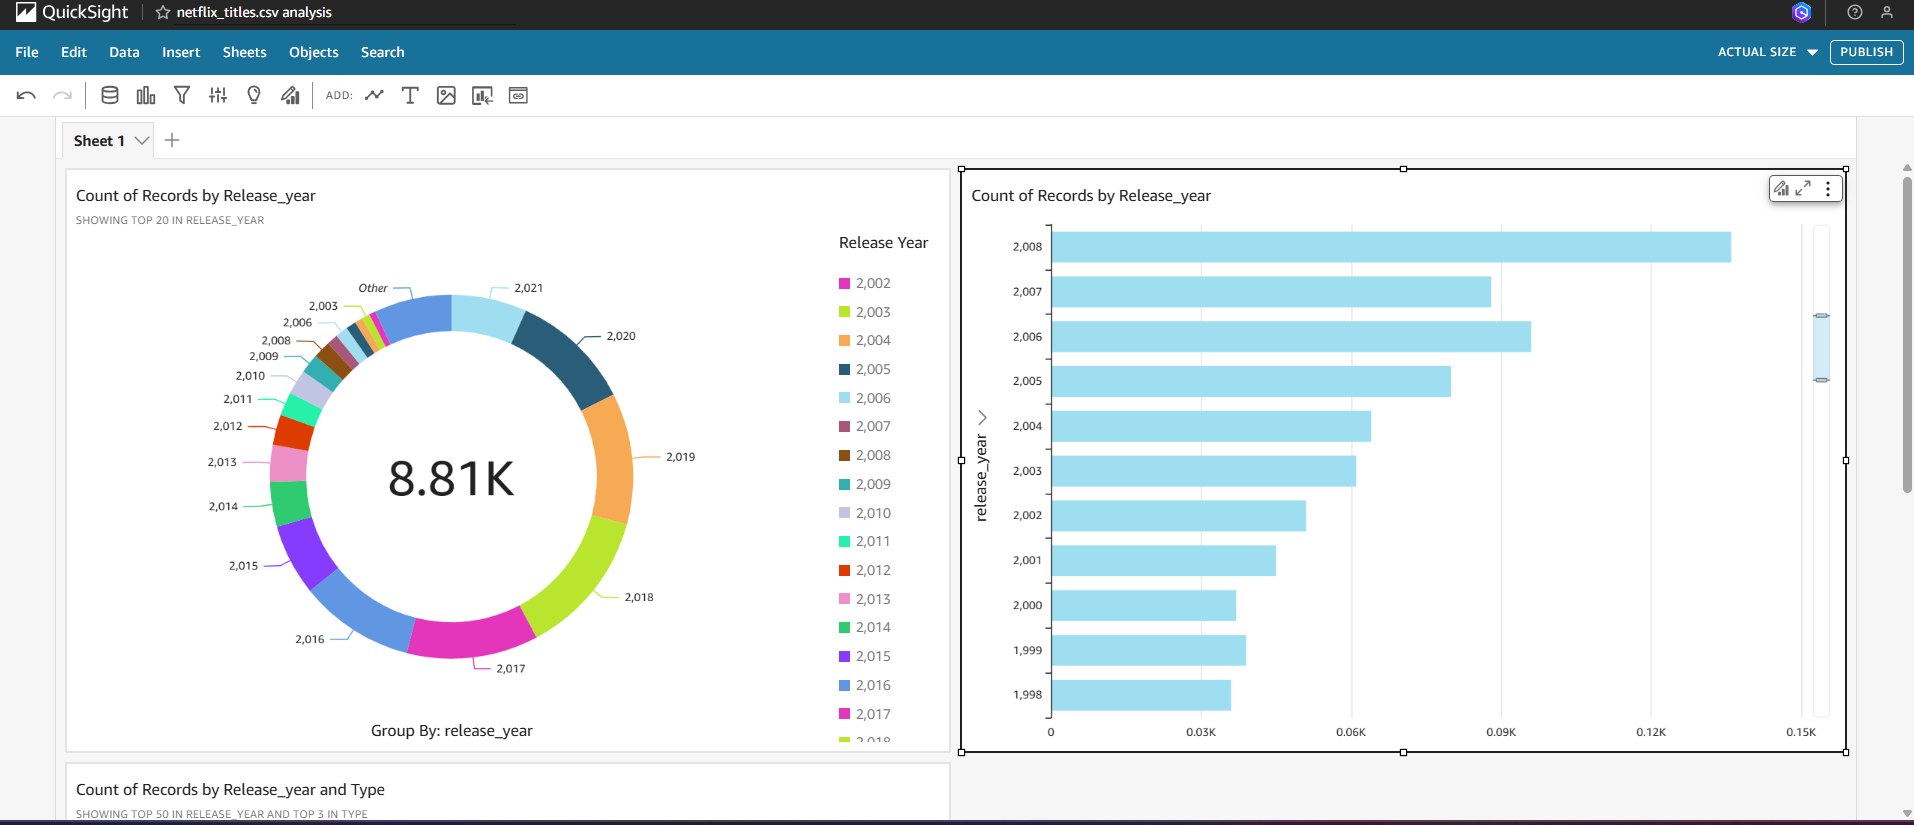 QuickSight
netflix_titles.csv analysis
File Edit Data Insert Sheets Objects Search
ACTUAL SIZE
PUBLISH
ADD:
Sheet 1
Count of Records by Release_year
SHOWING TOP 20 IN RELEASE_YEAR
Release Year
2,002
2,003
2,004
2,005
2,006
2,007
2,008
2,009
2,010
2,011
2,012
2,013
2,014
2,015
2,016
2,017
2,018
Other
2,003
2,006
2,008
2,009
2,010
2,011
2,012
2,013
2,014
2,015
2,016
2,017
2,018
2,019
2,020
2,021
8.81K
Group By: release_year
Count of Records by Release_year
release_year
2,008
2,007
2,006
2,005
2,004
2,003
2,002
2,001
2,000
1,999
1,998
0 0.03K 0.06K 0.09K 0.12K 0.15K
Count of Records by Release_year and Type
SHOWING TOP 50 IN RELEASE_YEAR AND TOP 3 IN TYPE